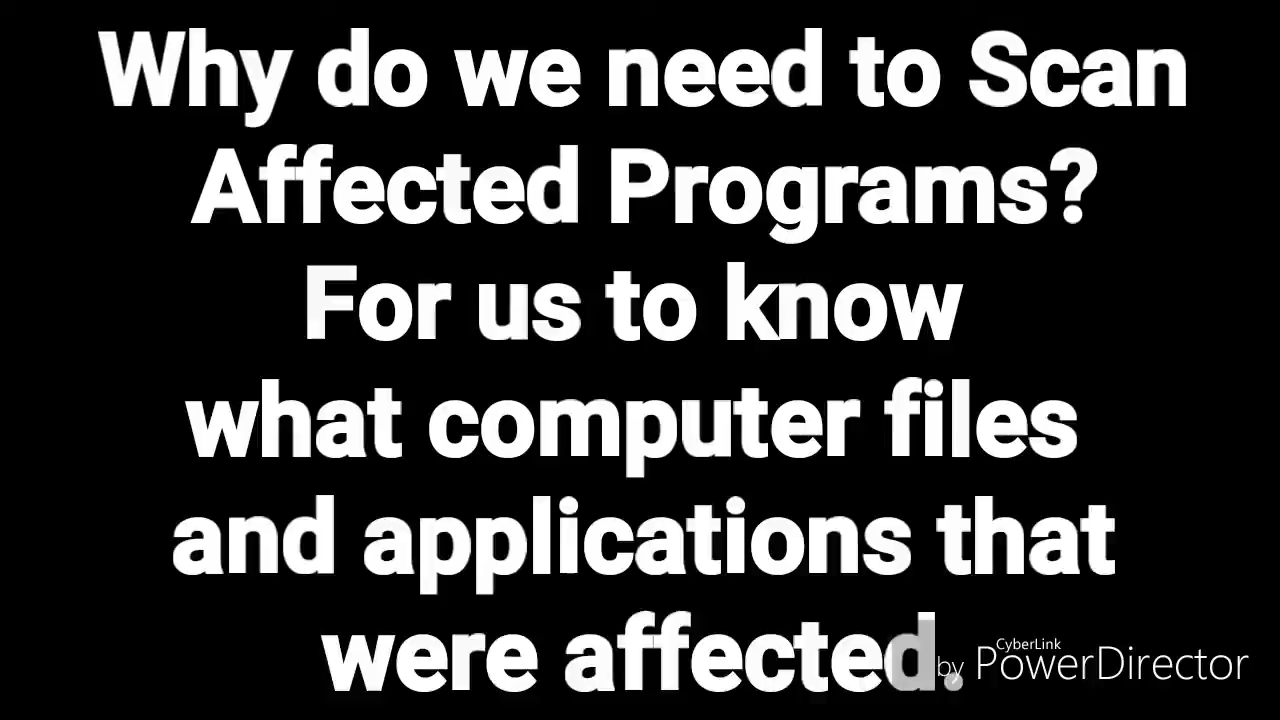 Why do we need to Scan
Affected Programs?
For us to know
what computer files
and applications that
were affected.
CyberLink
by PowerDirector